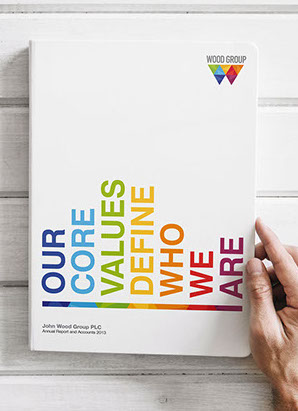 WOOD GROUP
OUR
CORE
VALUES
DEFINE
WHO
WE
ARE
John Wood Group PLC
Annual Report and Accounts 2013